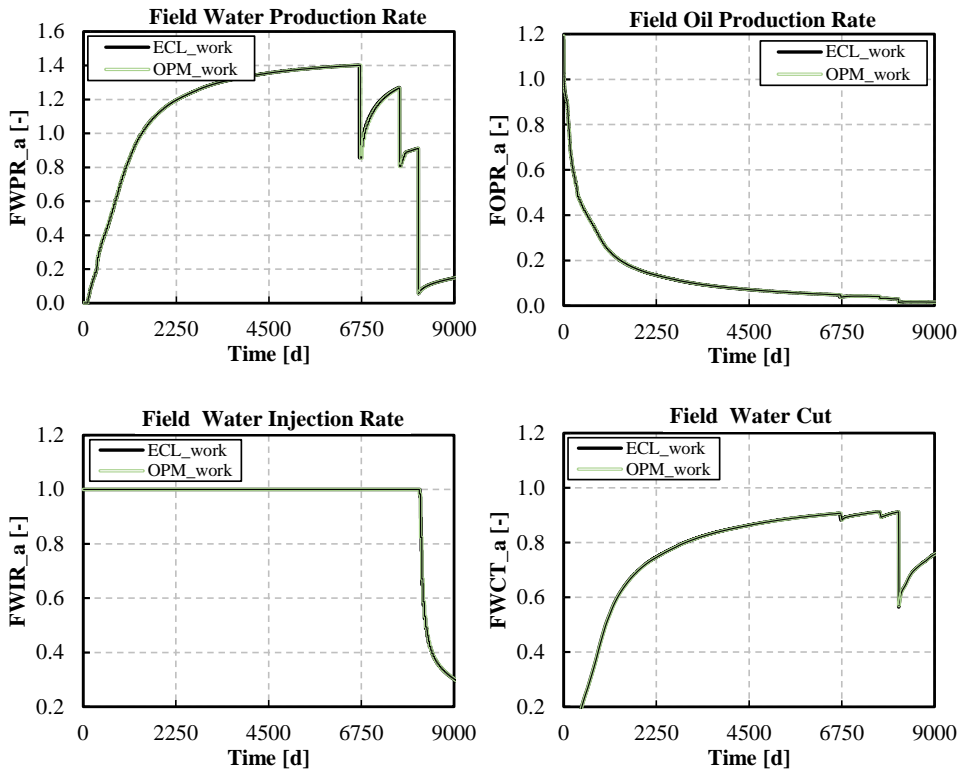 Field Water Production Rate
FWPR_a [-]
1.6
1.4
1.2
1.0
0.8
0.6
0.4
0.2
0.0
ECL_work
OPM_work
0 2250 4500 6750 9000
Time [d]
Field Oil Production Rate
FOPR_a [-]
1.2
1.0
0.8
0.6
0.4
0.2
0.0
ECL_work
OPM_work
0 2250 4500 6750 9000
Time [d]
Field Water Injection Rate
FWIR_a [-]
1.2
1.0
0.8
0.6
0.4
0.2
ECL_work
OPM_work
0 2250 4500 6750 9000
Time [d]
Field Water Cut
FWCT_a [-]
1.2
1.0
0.8
0.6
0.4
0.2
ECL_work
OPM_work
0 2250 4500 6750 9000
Time [d]